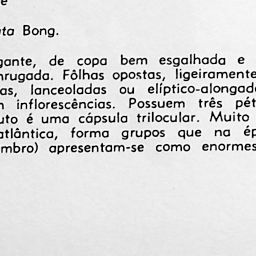 e
ta Bong.
gante, de copa bem esgalhada e
nrugada. Fôlhas opostas, ligeiramente
as, lanceoladas ou elíptico-alongad
n inflorescências. Possuem três pét
uto é uma cápsula trilocular. Muito
atlântica, forma grupos que na ép
mbro) apresentam-se como enormes